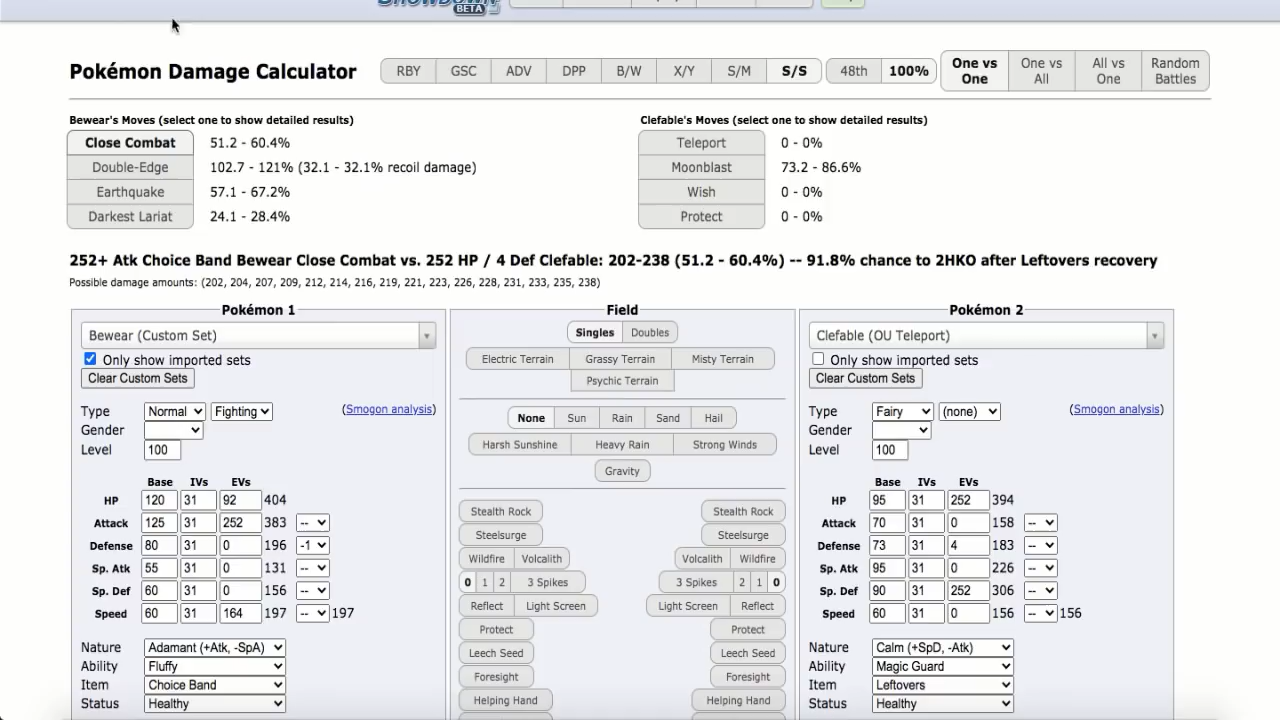 SHOWDOWN
BETA
Pokémon Damage Calculator
RBY GSC ADV DPP B/W X/Y S/M S/S 48th 100% One vs One One vs All All vs One Random Battles
Bewear's Moves (select one to show detailed results) Clefable's Moves (select one to show detailed results)
Close Combat 51.2 - 60.4% Teleport 0 - 0%
Double-Edge 102.7 - 121% (32.1 - 32.1% recoil damage) Moonblast 73.2 - 86.6%
Earthquake 57.1 - 67.2% Wish 0 - 0%
Darkest Lariat 24.1 - 28.4% Protect 0 - 0%
252+ Atk Choice Band Bewear Close Combat vs. 252 HP / 4 Def Clefable: 202-238 (51.2 - 60.4%) -- 91.8% chance to 2HKO after Leftovers recovery
Possible damage amounts: (202, 204, 207, 209, 212, 214, 216, 219, 221, 223, 226, 228, 231, 233, 235, 238)
Pokémon 1
Bewear (Custom Set)
Only show imported sets
Clear Custom Sets
Type Normal Fighting (Smogon analysis)
Gender
Level 100
Base IVs EVs
HP 120 31 92 404
Attack 125 31 252 383 --
Defense 80 31 0 196 -1
Sp. Atk 55 31 0 131 --
Sp. Def 60 31 0 156 --
Speed 60 31 164 197 -- 197
Nature Adamant (+Atk, -SpA)
Ability Fluffy
Item Choice Band
Status Healthy
Field
Singles Doubles
Electric Terrain Grassy Terrain Misty Terrain
Psychic Terrain
None Sun Rain Sand Hail
Harsh Sunshine Heavy Rain Strong Winds
Gravity
Stealth Rock Stealth Rock
Steelsurge Steelsurge
Wildfire Volcalith Volcalith Wildfire
0 1 2 3 Spikes 3 Spikes 2 1 0
Reflect Light Screen Light Screen Reflect
Protect Protect
Leech Seed Leech Seed
Foresight Foresight
Helping Hand Helping Hand
Pokémon 2
Clefable (OU Teleport)
Only show imported sets
Clear Custom Sets
Type Fairy (none) (Smogon analysis)
Gender
Level 100
Base IVs EVs
HP 95 31 252 394
Attack 70 31 0 158 --
Defense 73 31 4 183 --
Sp. Atk 95 31 0 226 --
Sp. Def 90 31 252 306 --
Speed 60 31 0 156 -- 156
Nature Calm (+SpD, -Atk)
Ability Magic Guard
Item Leftovers
Status Healthy